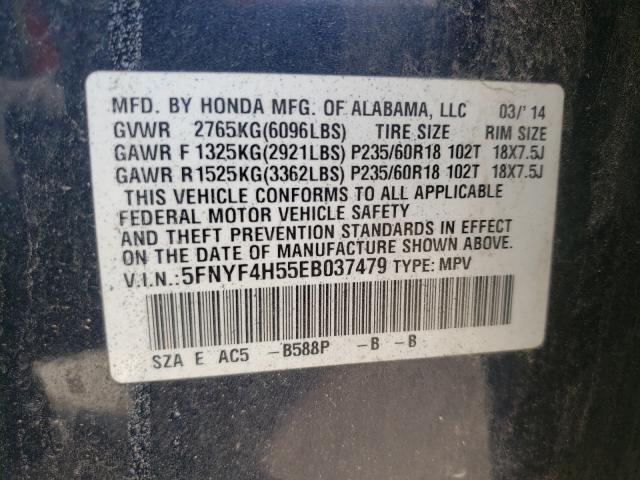 MFD. BY HONDA MFG. OF ALABAMA, LLC 03/'14
GVWR 2765KG(6096LBS) TIRE SIZE RIM SIZE
GAWR F 1325KG(2921LBS) P235/60R18 102T 18X7.5J
GAWR R 1525KG(3362LBS) P235/60R18 102T 18X7.5J
THIS VEHICLE CONFORMS TO ALL APPLICABLE
FEDERAL MOTOR VEHICLE SAFETY
AND THEFT PREVENTION STANDARDS IN EFFECT
ON THE DATE OF MANUFACTURE SHOWN ABOVE.
V.I.N.:5FNYF4H55EB037479 TYPE: MPV
SZA E AC5 -B588P -B -B